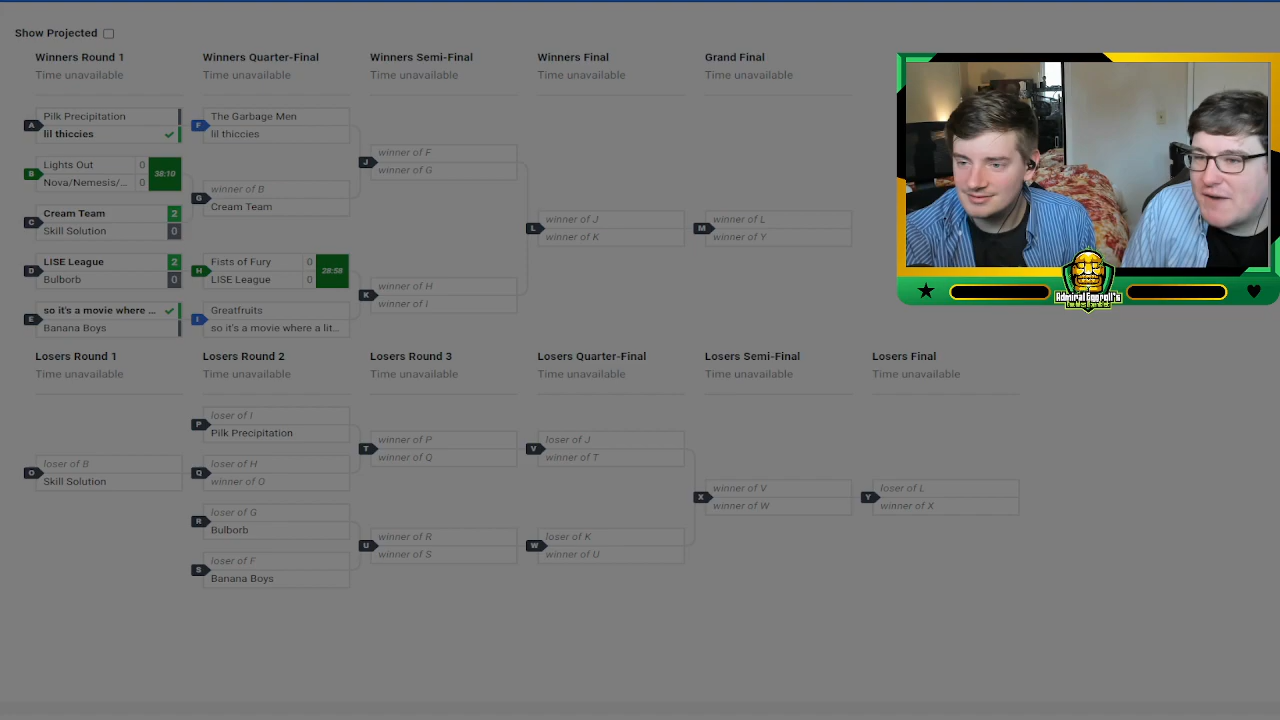 Show Projected
Winners Round 1
Winners Quarter-Final
Winners Semi-Final
Winners Final
Grand Final
Time unavailable
Time unavailable
Time unavailable
Time unavailable
Time unavailable
A
Pilk Precipitation
lil thiccies
F
The Garbage Men
lil thiccies
B
Lights Out 0
Nova/Nemesis/... 0
38:10
J
winner of F
winner of G
G
winner of B
Cream Team
C
Cream Team 2
Skill Solution 0
L
winner of J
winner of K
M
winner of L
winner of Y
D
LISE League 2
Bulborb 0
H
Fists of Fury 0
LISE League 0
28:58
K
winner of H
winner of I
E
so it's a movie where ...
Banana Boys
I
Greatfruits
so it's a movie where a lit...
Admiral Eggroll's
Losers Round 1
Losers Round 2
Losers Round 3
Losers Quarter-Final
Losers Semi-Final
Losers Final
Time unavailable
Time unavailable
Time unavailable
Time unavailable
Time unavailable
Time unavailable
P
loser of I
Pilk Precipitation
T
winner of P
winner of Q
V
loser of J
winner of T
O
loser of B
Skill Solution
Q
loser of H
winner of O
X
winner of V
winner of W
Y
loser of L
winner of X
R
loser of G
Bulborb
U
winner of R
winner of S
W
loser of K
winner of U
S
loser of F
Banana Boys